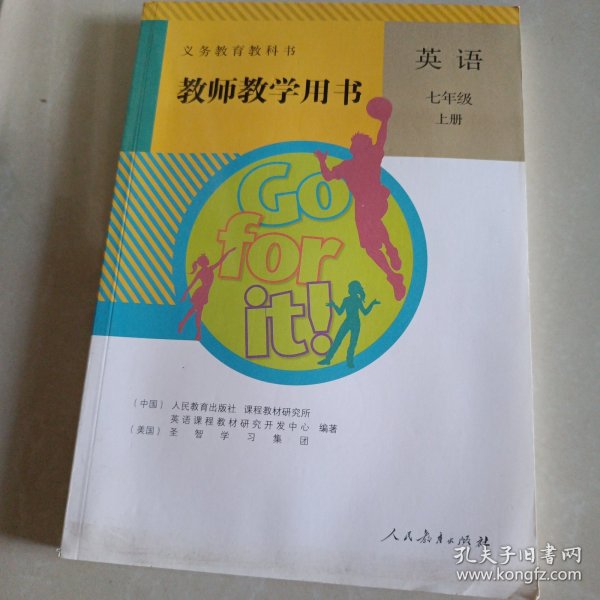 义务教育教科书
教师教学用书
英语
七年级
上册
Go
for
it!
(中国) 人民教育出版社 课程教材研究所
英语课程教材研究开发中心 编著
(美国) 圣智学习集团
人民教育出版社
孔夫子旧书网
www.kongfz.com